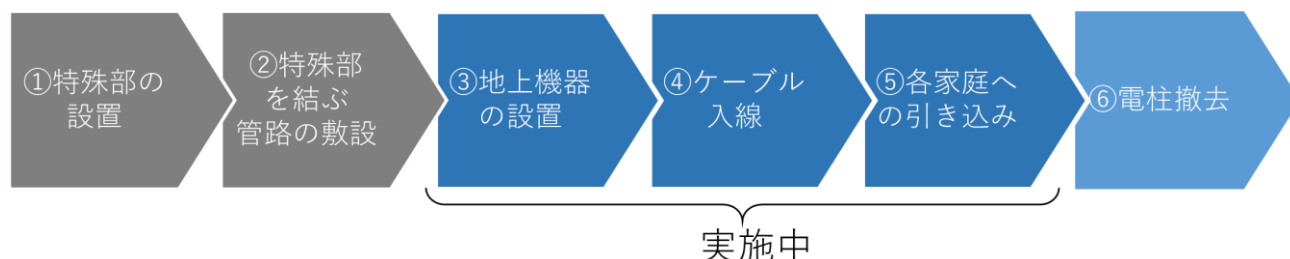 ①特殊部の
設置
②特殊部
を結ぶ
管路の敷設
③地上機器
の設置
④ケーブル
入線
⑤各家庭へ
の引き込み
⑥電柱撤去
実施中